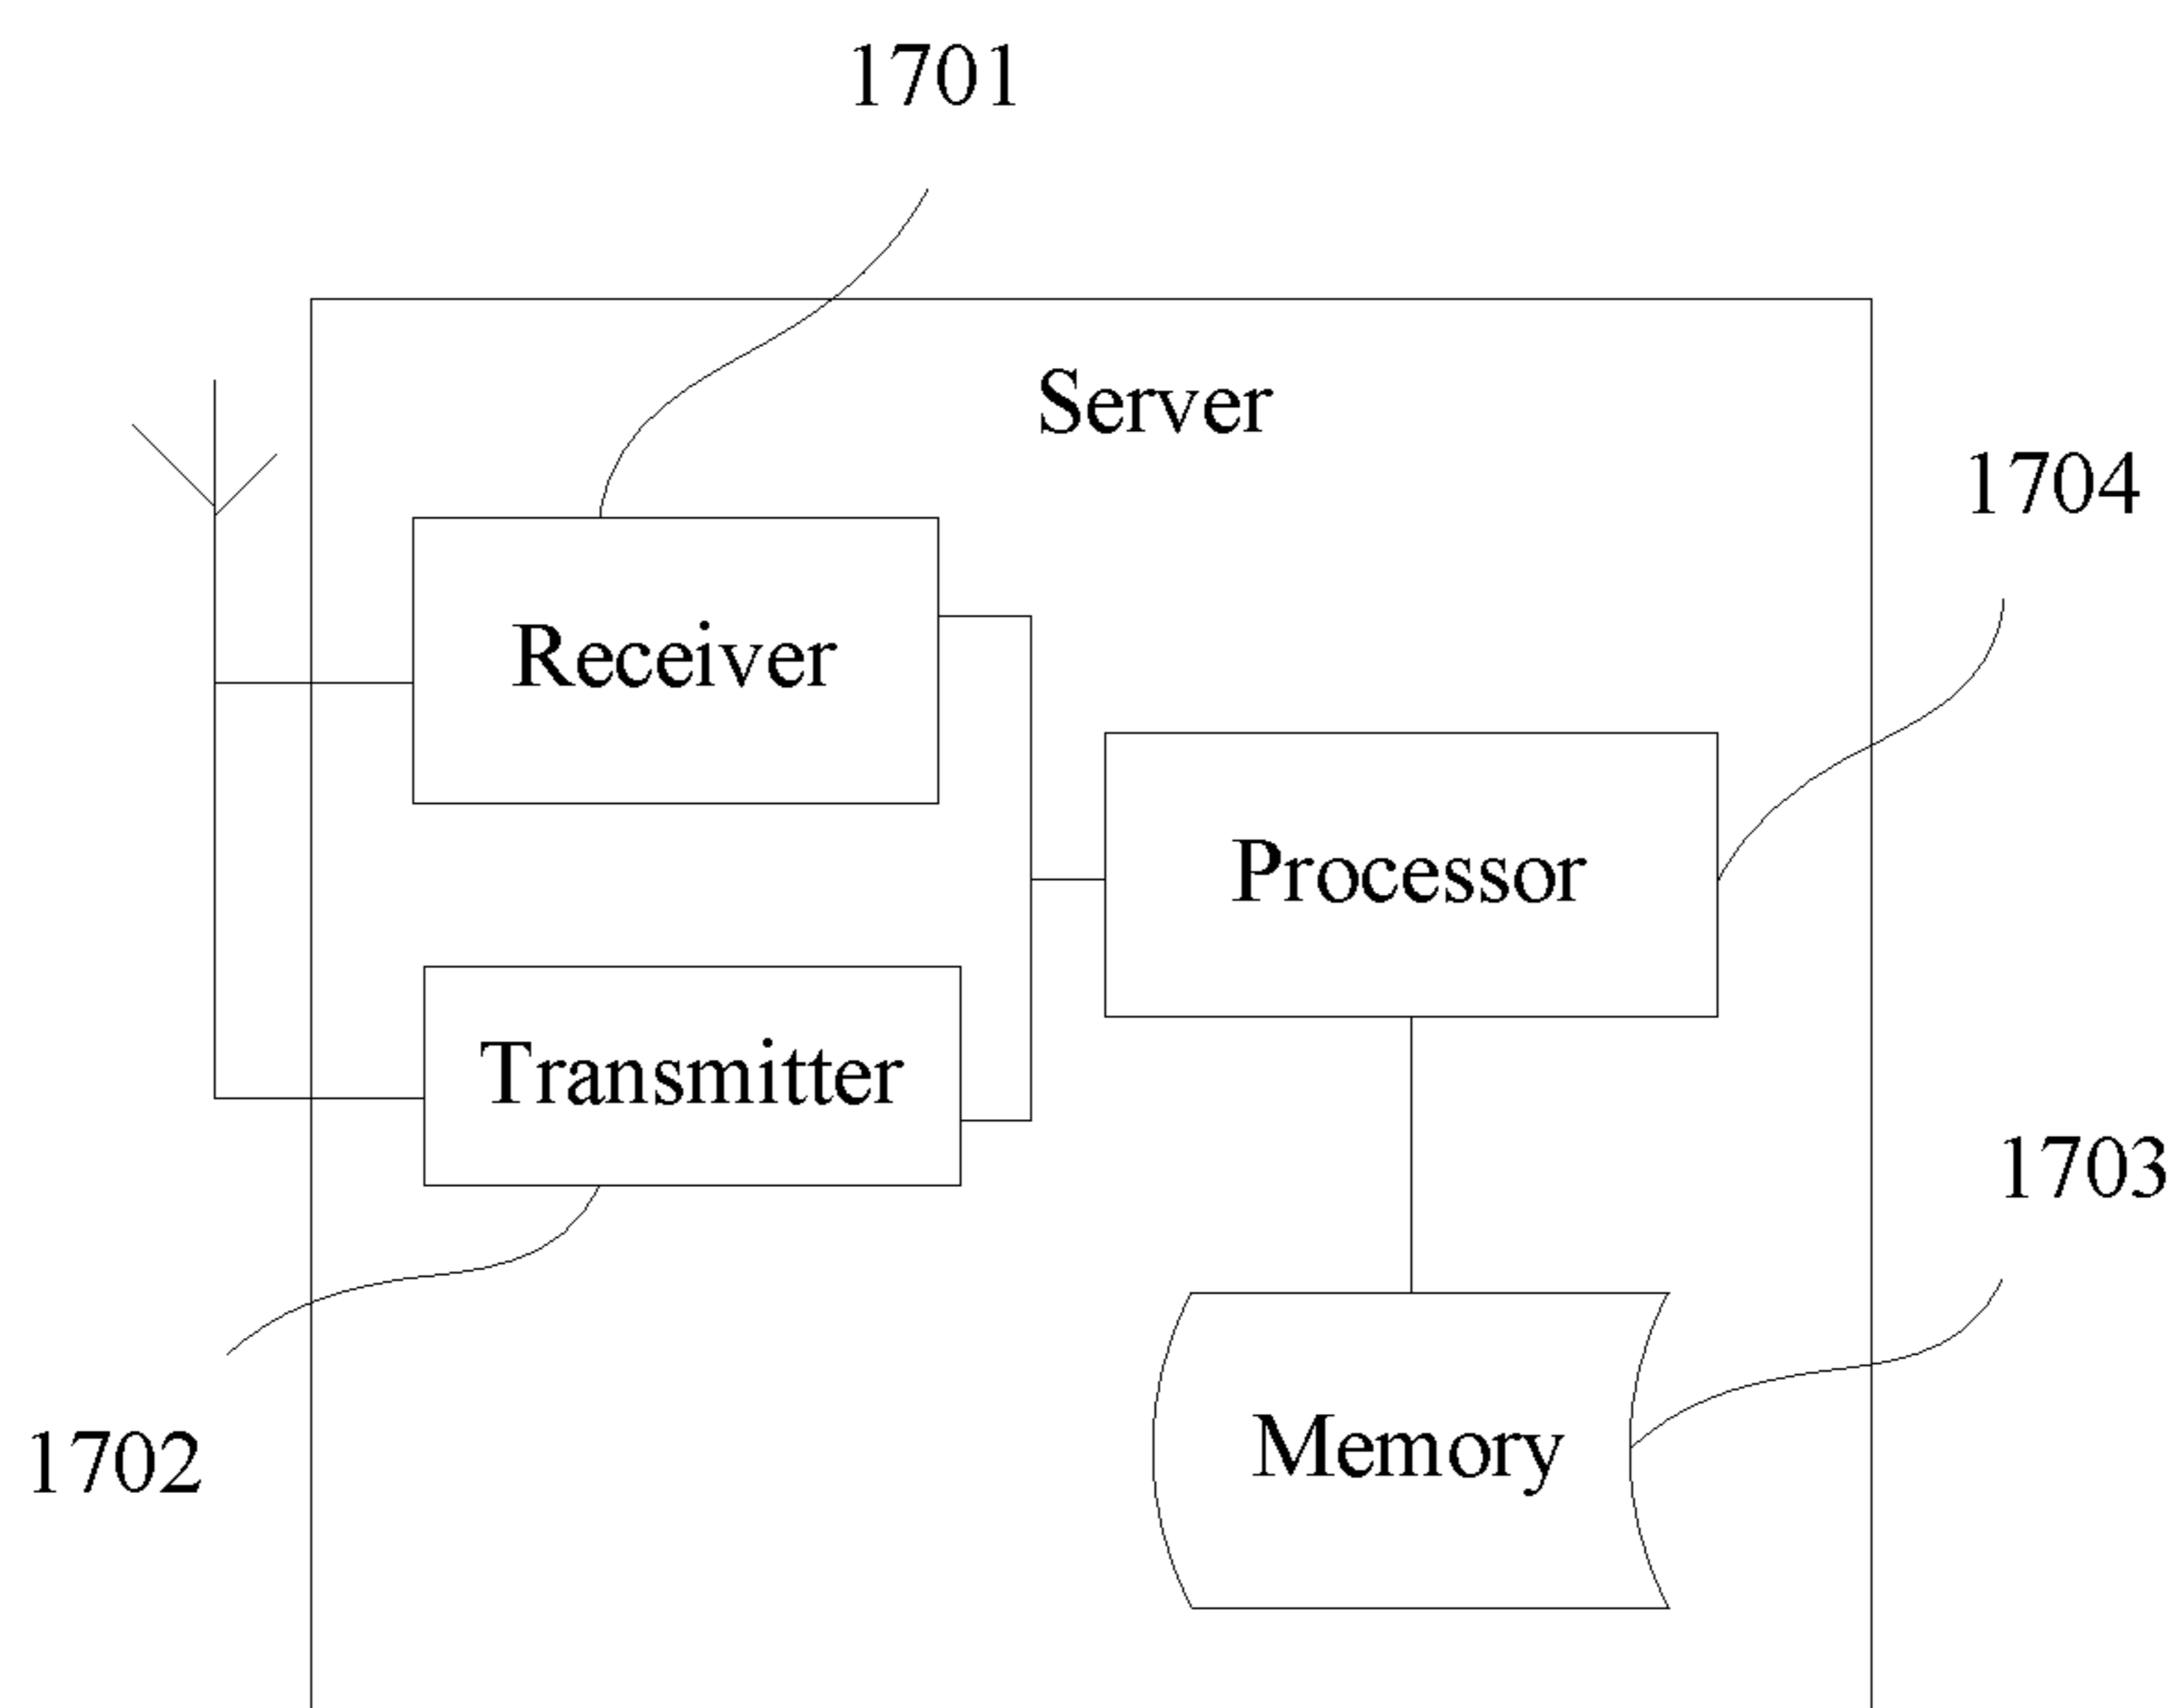 1701
Server
1704
Receiver
Processor
Transmitter
1703
Memory
1702